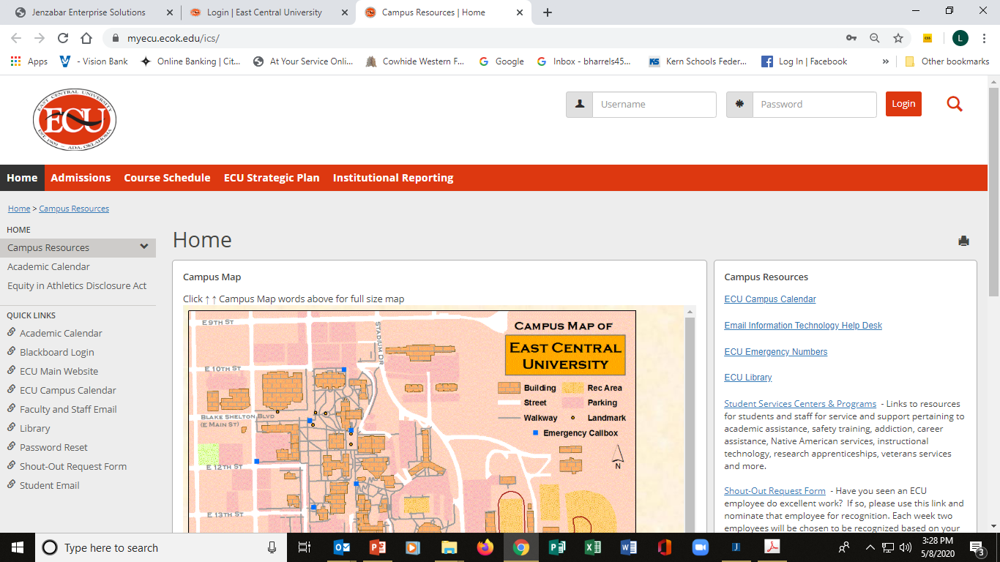 Jenzabar Enterprise Solutions
Login | East Central University
Campus Resources | Home
myecu.ecok.edu/ics/
css
L
Apps
- Vision Bank
Online Banking | Cit...
At Your Service Onli...
Cowhide Western F...
Google
Inbox - bharrels45...
KS
Kern Schools Feder...
Log In | Facebook
»
Other bookmarks
EAST CENTRAL UNIVERSITY
ECU
EST. 1909 - ADA, OKLAHOMA
Username
Password
Login
Home
Admissions
Course Schedule
ECU Strategic Plan
Institutional Reporting
Home > Campus Resources
HOME
Campus Resources
Academic Calendar
Equity in Athletics Disclosure Act
QUICK LINKS
Academic Calendar
Blackboard Login
ECU Main Website
ECU Campus Calendar
Faculty and Staff Email
Library
Password Reset
Shout-Out Request Form
Student Email
Home
Campus Map
Click ↑↑ Campus Map words above for full size map
E 9TH ST
STADIUM DR
E 10TH ST
BLAKE SHELTON BLVD
(E MAIN ST)
E 12TH ST
E 13TH ST
CAMPUS MAP OF
EAST CENTRAL
UNIVERSITY
Building
Rec Area
Street
Parking
Walkway
Landmark
Emergency Callbox
N
Campus Resources
ECU Campus Calendar
Email Information Technology Help Desk
ECU Emergency Numbers
ECU Library
Student Services Centers & Programs - Links to resources
for students and staff for service and support pertaining to
academic assistance, safety training, addiction, career
assistance, Native American services, instructional
technology, research apprenticeships, veterans services
and more.
Shout-Out Request Form - Have you seen an ECU
employee do excellent work? If so, please use this link and
nominate that employee for recognition. Each week two
employees will be chosen to be recognized based on your
Type here to search
3:28 PM
5/8/2020
3